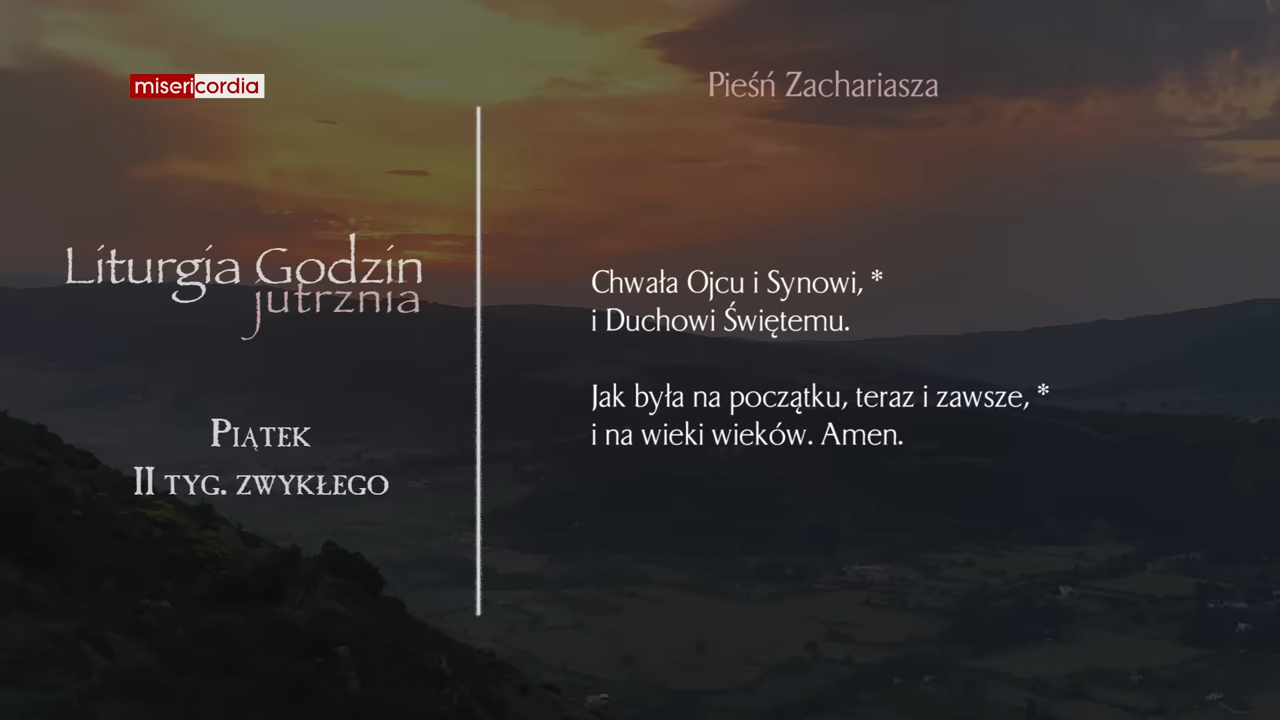 misericordia
Pieśń Zachariasza
Liturgia Godzin
jutrznia
Piątek
II tyg. zwykłego
Chwała Ojcu i Synowi, *
i Duchowi Świętemu.
Jak była na początku, teraz i zawsze, *
i na wieki wieków. Amen.